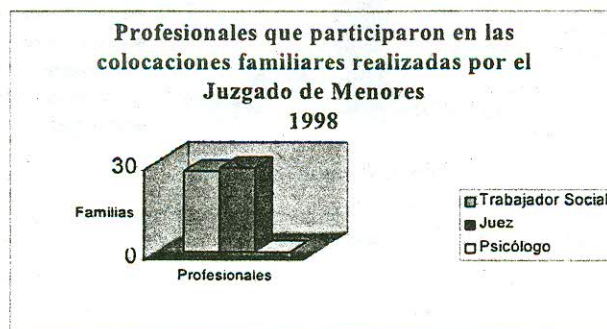 Profesionales que participaron en las
colocaciones familiares realizadas por el
Juzgado de Menores
1998
30
Familias
0
Profesionales
Trabajador Social
Juez
Psicólogo